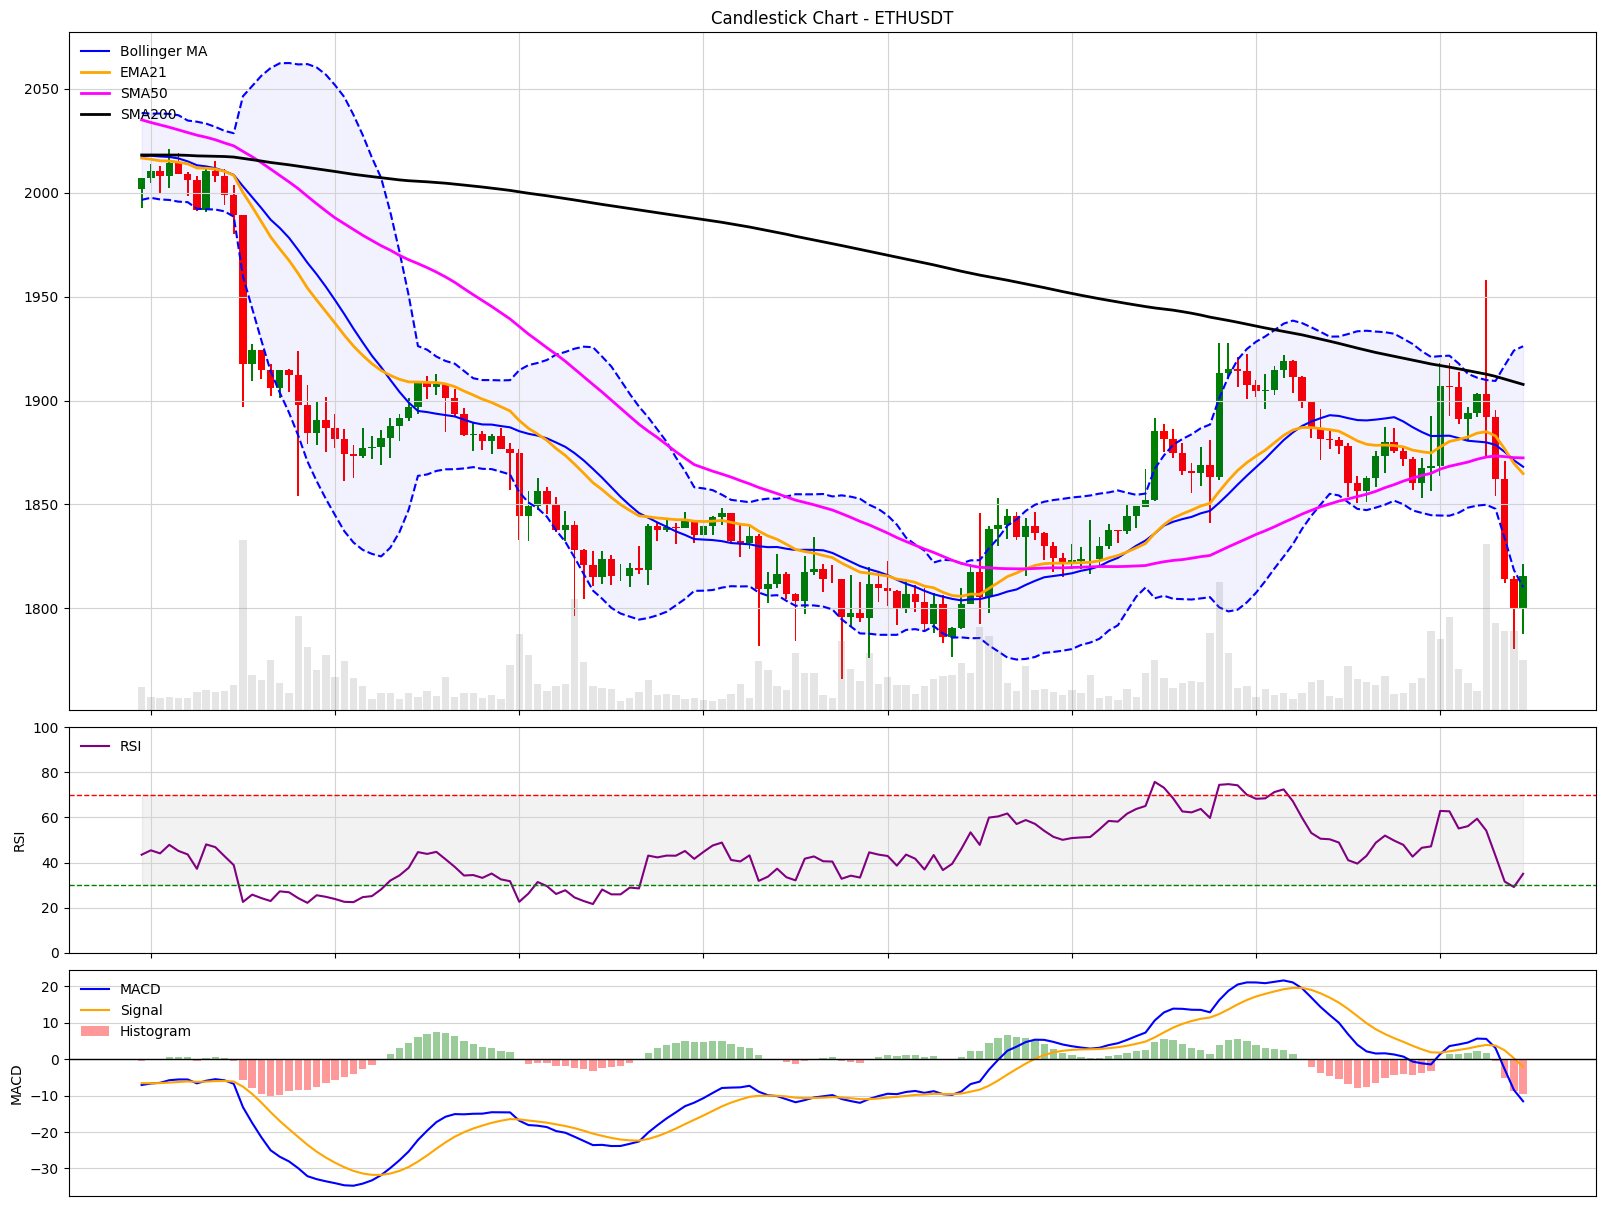 Candlestick Chart - ETHUSDT
Bollinger MA
EMA21
SMA50
SMA200
2050
2000
1950
1900
1850
1800
100
80
60
40
20
0
RSI
RSI
20
10
0
−10
−20
−30
MACD
MACD
Signal
Histogram